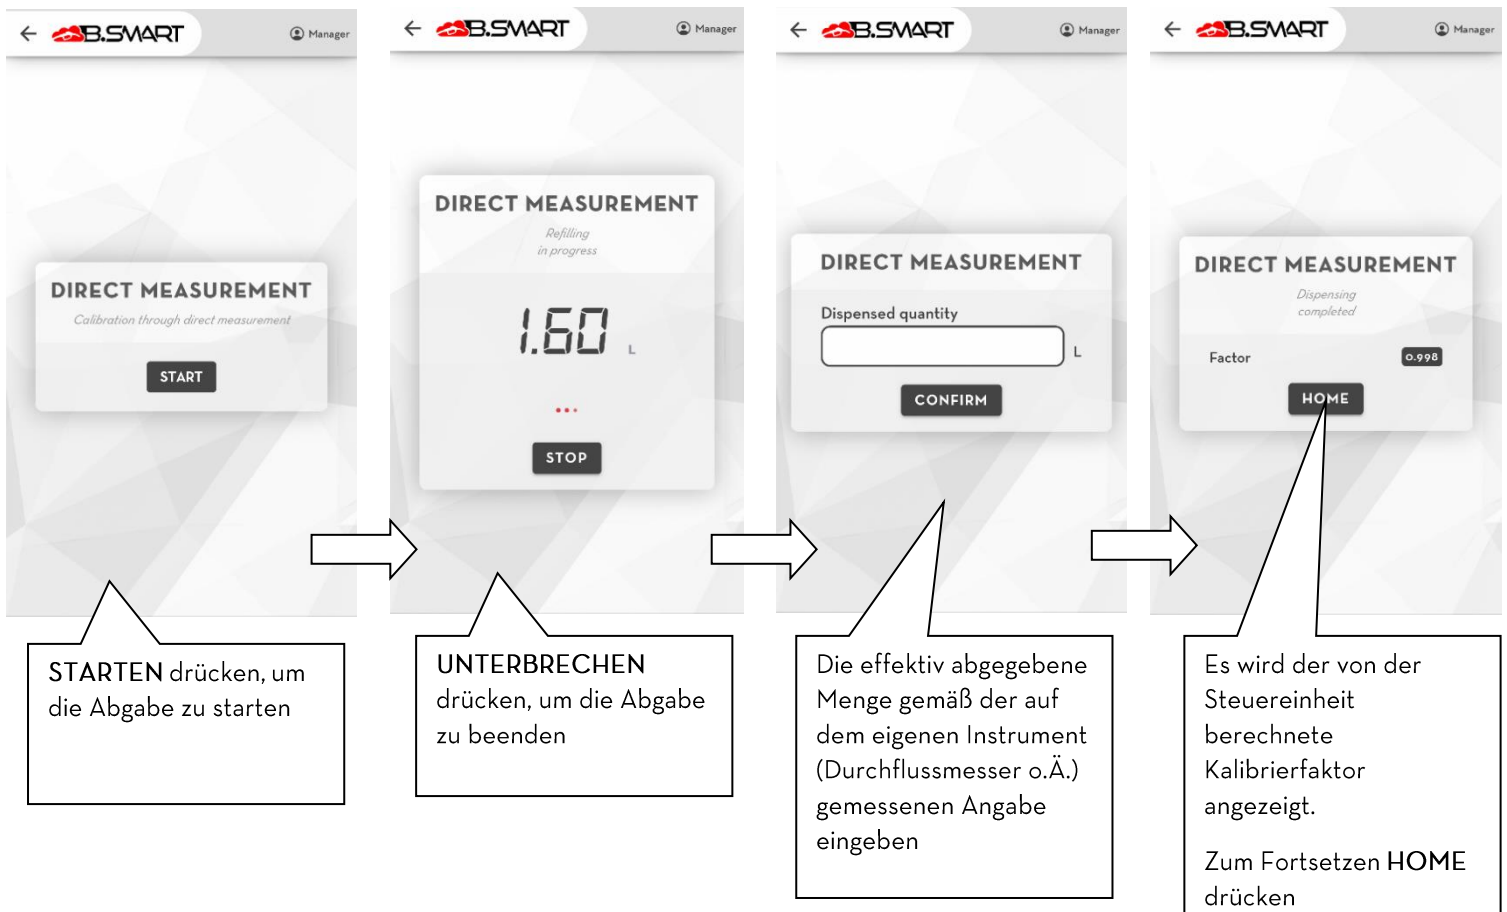 B.SMART
Manager
DIRECT MEASUREMENT
Calibration through direct measurement
START
STARTEN drücken, um
die Abgabe zu starten
B.SMART
Manager
DIRECT MEASUREMENT
Refilling
in progress
1.60 L
STOP
UNTERBRECHEN
drücken, um die Abgabe
zu beenden
B.SMART
Manager
DIRECT MEASUREMENT
Dispensed quantity
L
CONFIRM
Die effektiv abgegebene
Menge gemäß der auf
dem eigenen Instrument
(Durchflussmesser o.Ä.)
gemessenen Angabe
eingeben
B.SMART
Manager
DIRECT MEASUREMENT
Dispensing
completed
Factor 0.998
HOME
Es wird der von der
Steuereinheit
berechnete
Kalibrierfaktor
angezeigt.
Zum Fortsetzen HOME
drücken